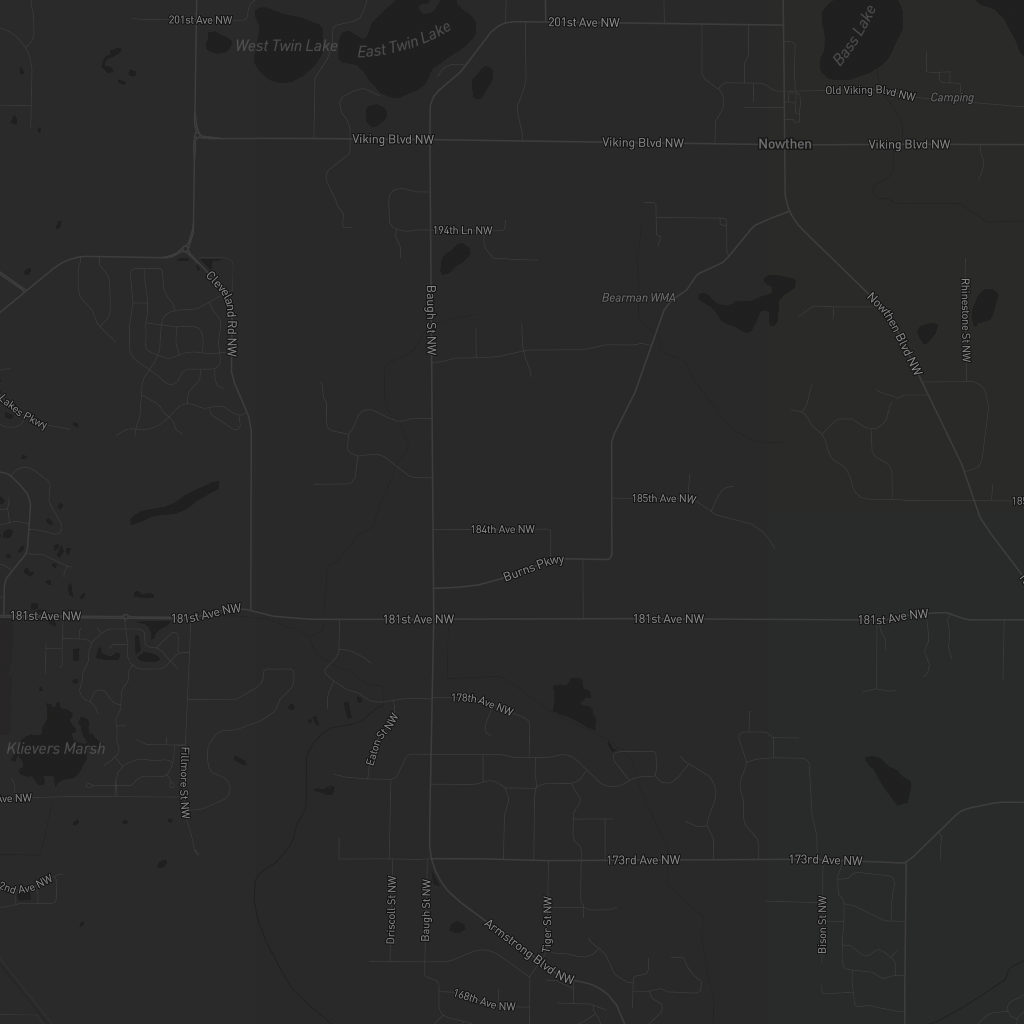 201st Ave NW
201st Ave NW
West Twin Lake
East Twin Lake
Bass Lake
Old Viking Blvd NW
Camping
Viking Blvd NW
Viking Blvd NW
Nowthen
Viking Blvd NW
194th Ln NW
Cleveland Rd NW
Baugh St NW
Bearman WMA
Nowthen Blvd NW
Rhinestone St NW
Lakes Pkwy
185th Ave NW
185
184th Ave NW
Burns Pkwy
181st Ave NW
181st Ave NW
181st Ave NW
181st Ave NW
181st Ave NW
178th Ave NW
Eaton St NW
Klievers Marsh
Fillmore St NW
Ave NW
173rd Ave NW
173rd Ave NW
2nd Ave NW
Driscoll St NW
Baugh St NW
Tiger St NW
Bison St NW
Armstrong Blvd NW
168th Ave NW